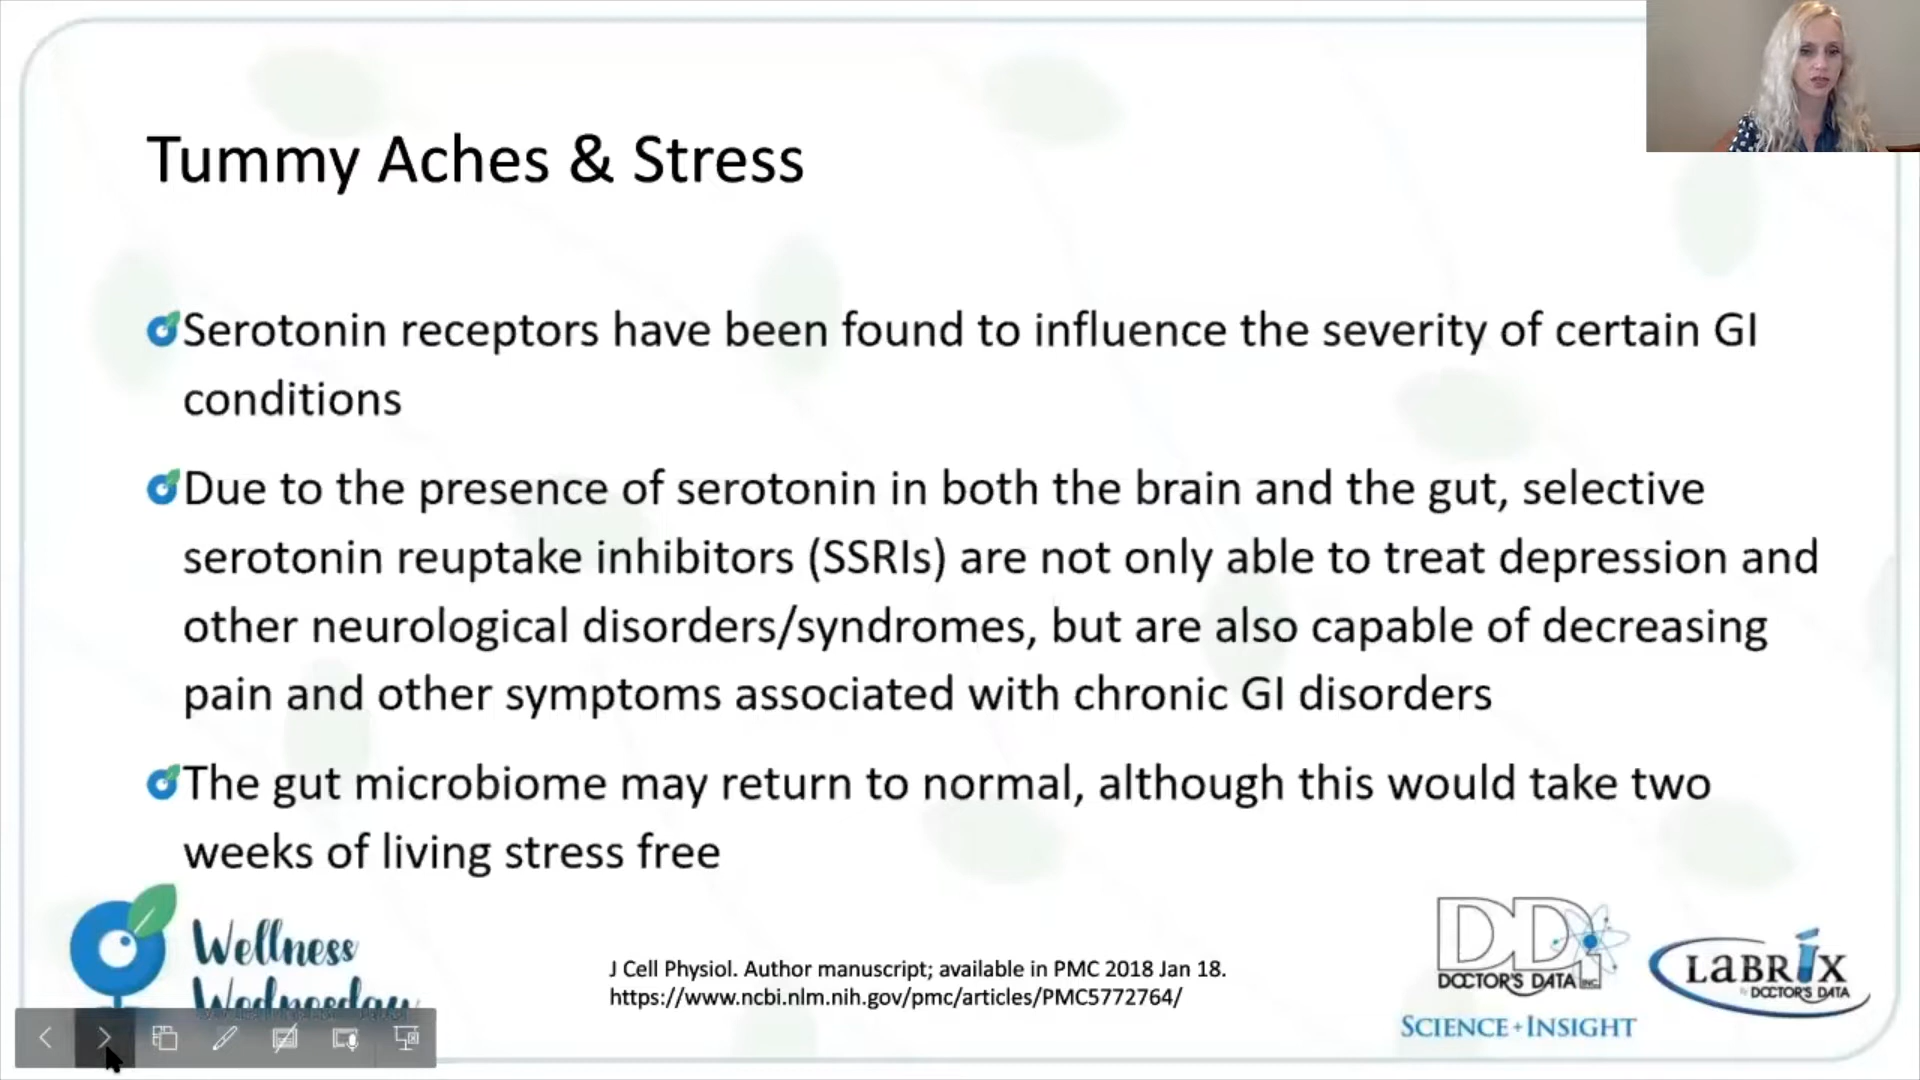 Tummy Aches & Stress
Serotonin receptors have been found to influence the severity of certain GI
conditions
Due to the presence of serotonin in both the brain and the gut, selective
serotonin reuptake inhibitors (SSRIs) are not only able to treat depression and
other neurological disorders/syndromes, but are also capable of decreasing
pain and other symptoms associated with chronic GI disorders
The gut microbiome may return to normal, although this would take two
weeks of living stress free
Wellness
Wednesday
J Cell Physiol. Author manuscript; available in PMC 2018 Jan 18.
https://www.ncbi.nlm.nih.gov/pmc/articles/PMC5772764/
DDI
DOCTOR'S DATA INC.
SCIENCE + INSIGHT
LABRIX
by DOCTOR'S DATA